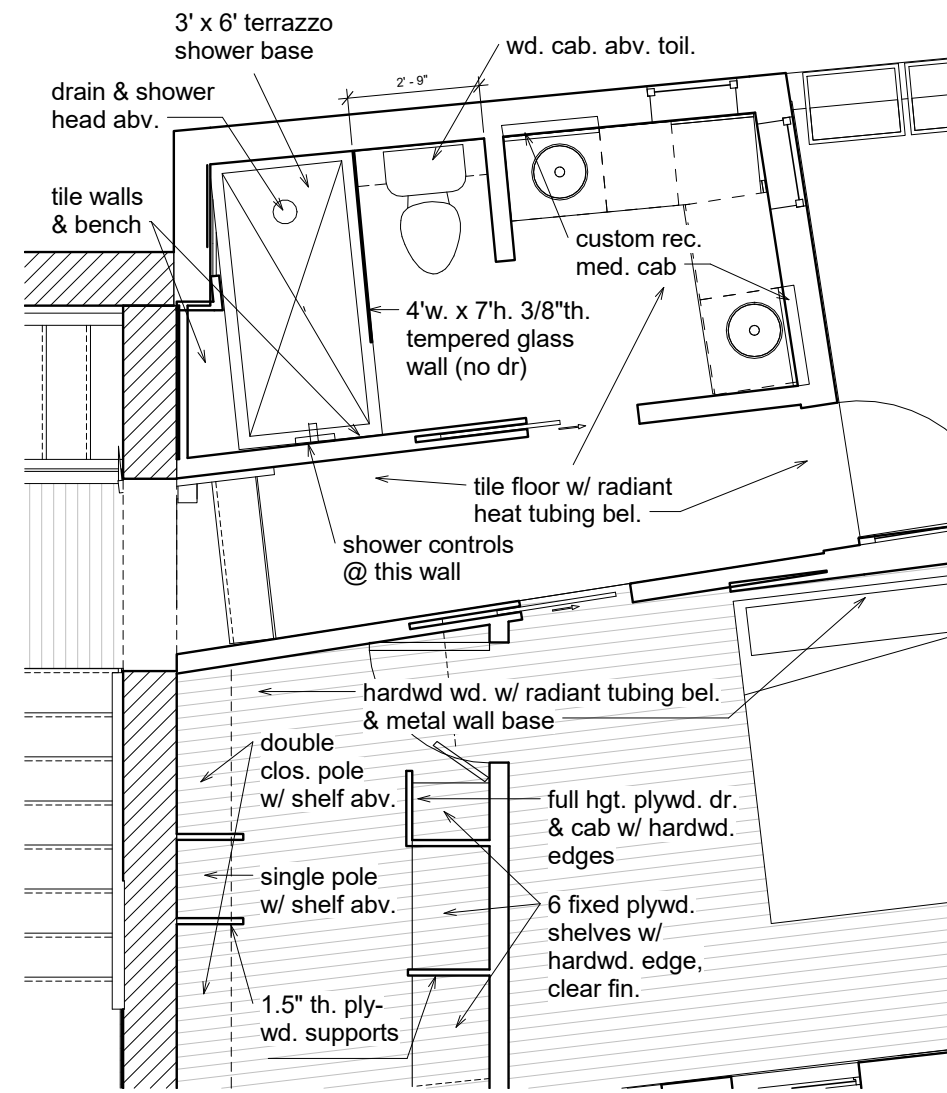 3' x 6' terrazzo
shower base
wd. cab. abv. toil.
2' - 9"
drain & shower
head abv.
tile walls
& bench
custom rec.
med. cab
4'w. x 7'h. 3/8"th.
tempered glass
wall (no dr)
tile floor w/ radiant
heat tubing bel.
shower controls
@ this wall
hardwd wd. w/ radiant tubing bel.
& metal wall base
double
clos. pole
w/ shelf abv.
full hgt. plywd. dr.
& cab w/ hardwd.
edges
single pole
w/ shelf abv.
6 fixed plywd.
shelves w/
hardwd. edge,
clear fin.
1.5" th. ply-
wd. supports